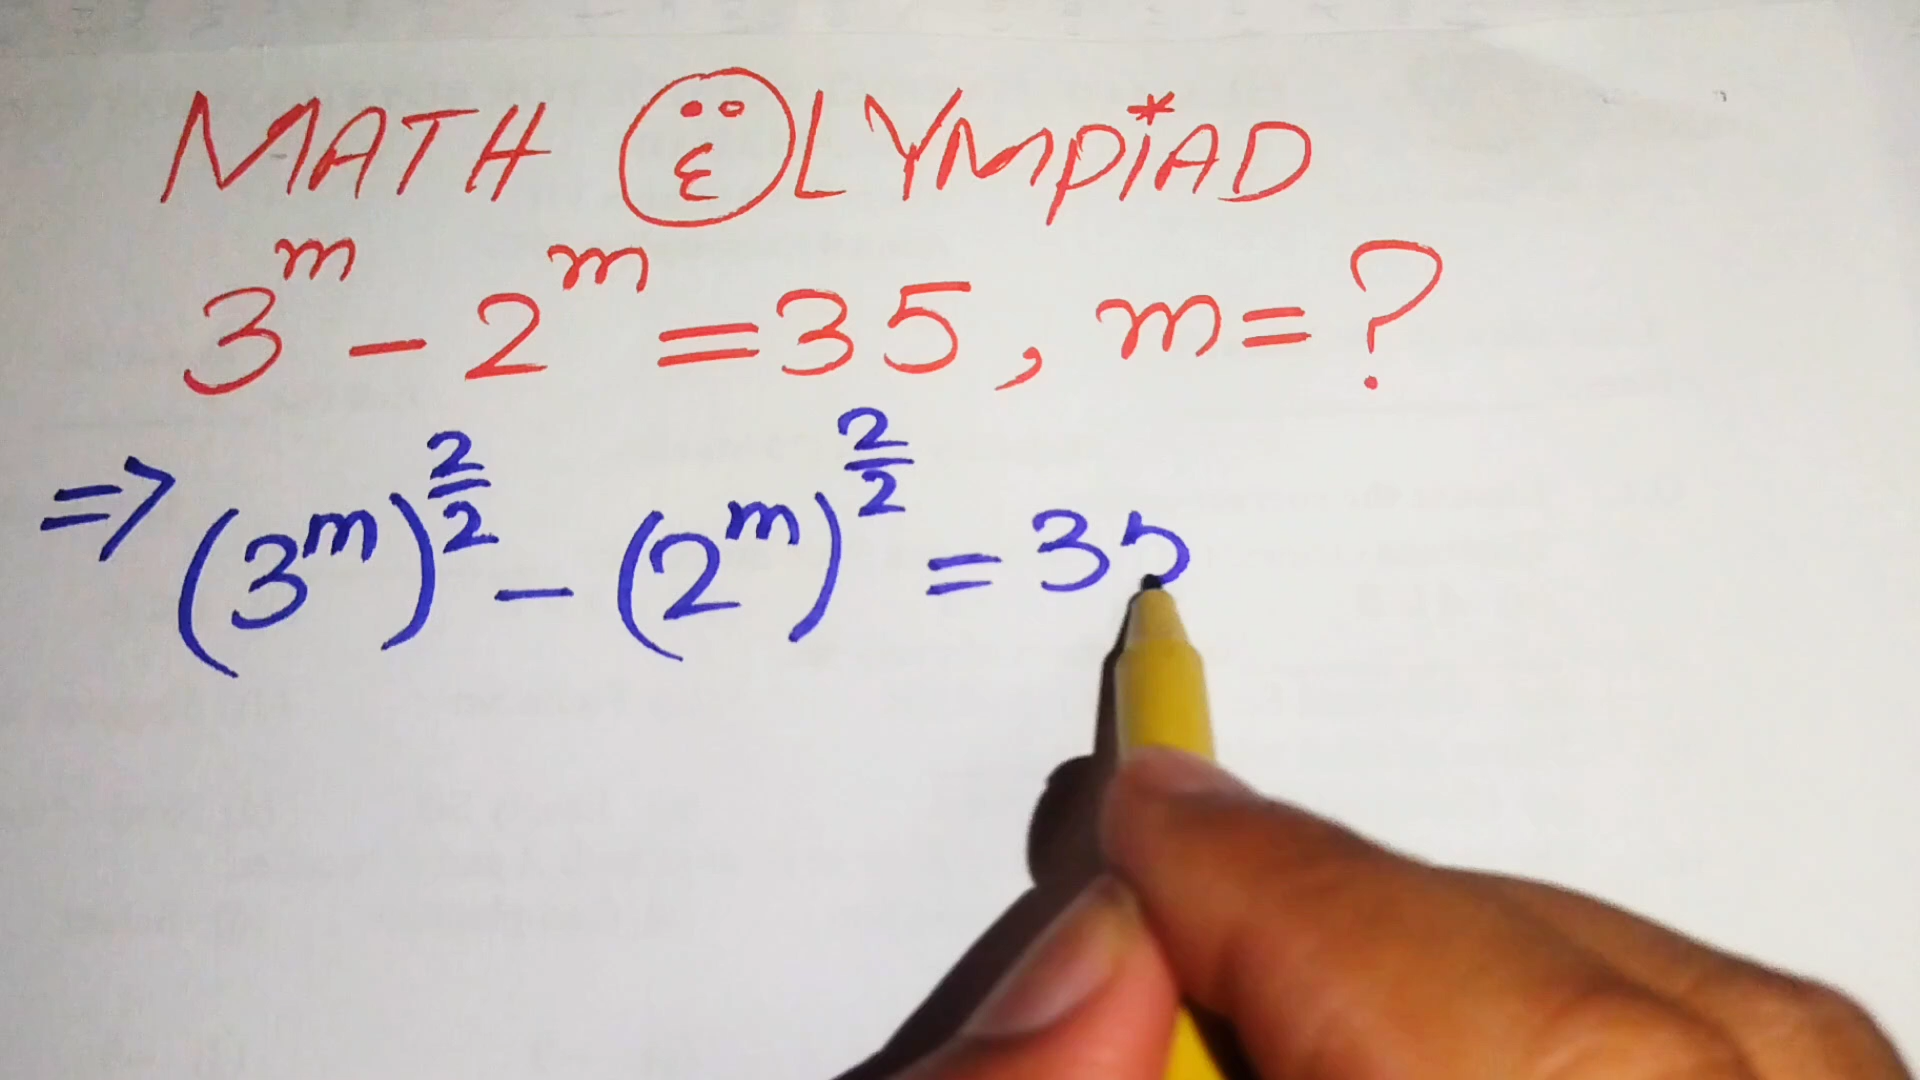 MATH OLYMPIAD
3^m - 2^m = 35, m = ?
⇒ (3^m)^(2/2) - (2^m)^(2/2) = 35